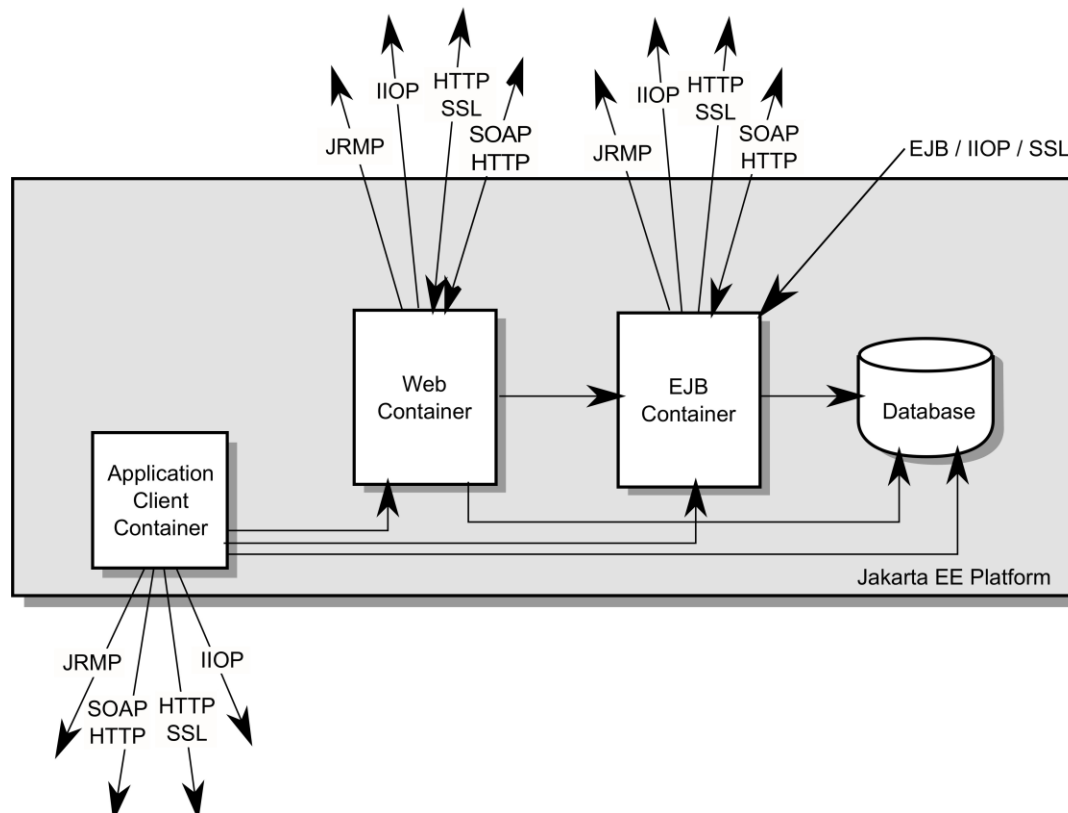 JRMP
IIOP
HTTP
SSL
SOAP
HTTP
JRMP
IIOP
HTTP
SSL
SOAP
HTTP
EJB / IIOP / SSL
Web
Container
EJB
Container
Database
Application
Client
Container
Jakarta EE Platform
JRMP
SOAP
HTTP
HTTP
SSL
IIOP